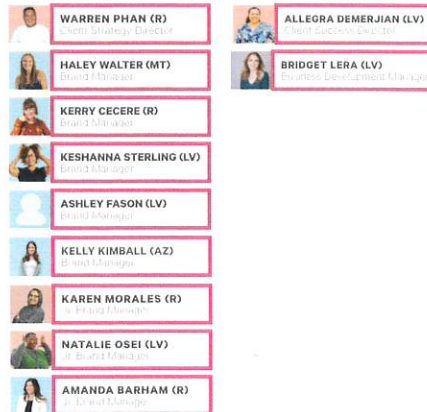 WARREN PHAN (R)
Client Strategy Director
HALEY WALTER (MT)
Brand Manager
KERRY CECERE (R)
Brand Manager
KESHANNA STERLING (LV)
Brand Manager
ASHLEY FASON (LV)
Brand Manager
KELLY KIMBALL (AZ)
Brand Manager
KAREN MORALES (R)
Jr. Brand Manager
NATALIE OSEI (LV)
Jr. Brand Manager
AMANDA BARHAM (R)
Jr. Brand Manager
ALLEGRA DEMERJIAN (LV)
Client Success Director
BRIDGET LERA (LV)
Business Development Manager